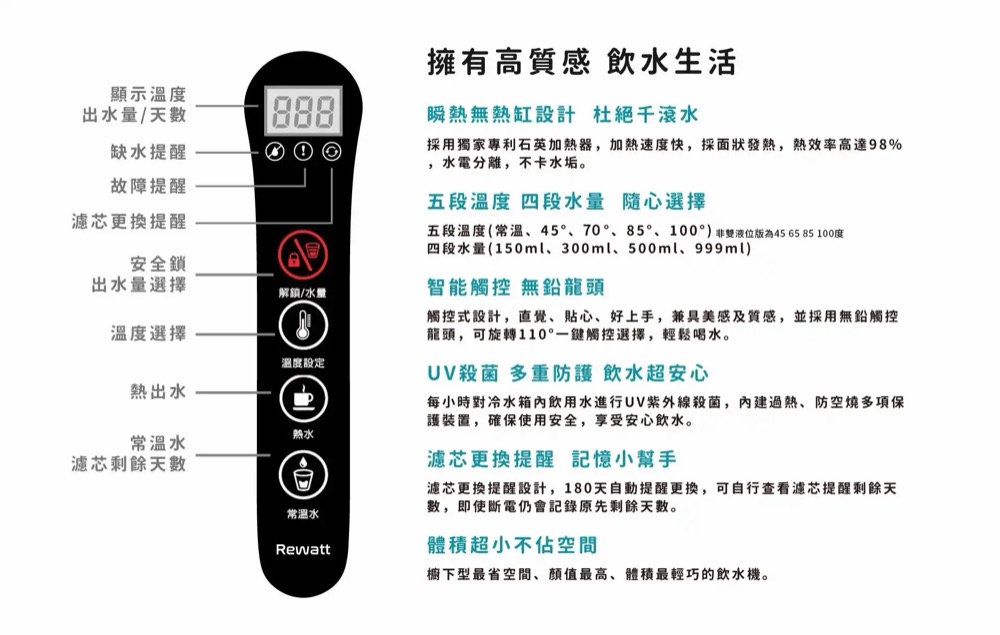 顯示溫度
出水量/天數
缺水提醒
故障提醒
濾芯更換提醒
安全鎖
出水量選擇
溫度選擇
熱出水
常溫水
濾芯剩餘天數
888
解鎖/水量
溫度設定
熱水
常溫水
Rewatt
擁有高質感 飲水生活
瞬熱無熱缸設計 杜絕千滾水
採用獨家專利石英加熱器，加熱速度快，採面狀發熱，熱效率高達98%
，水電分離，不卡水垢。
五段溫度 四段水量 隨心選擇
五段溫度(常溫、45°、70°、85°、100°) 非雙液位版為45 65 85 100度
四段水量(150ml、300ml、500ml、999ml)
智能觸控 無鉛龍頭
觸控式設計，直覺、貼心、好上手，兼具美感及質感，並採用無鉛觸控
龍頭，可旋轉110°一鍵觸控選擇，輕鬆喝水。
UV殺菌 多重防護 飲水超安心
每小時對冷水箱內飲用水進行UV紫外線殺菌，內建過熱、防空燒多項保
護裝置，確保使用安全，享受安心飲水。
濾芯更換提醒 記憶小幫手
濾芯更換提醒設計，180天自動提醒更換，可自行查看濾芯提醒剩餘天
數，即使斷電仍會記錄原先剩餘天數。
體積超小不佔空間
櫥下型最省空間、顏值最高、體積最輕巧的飲水機。